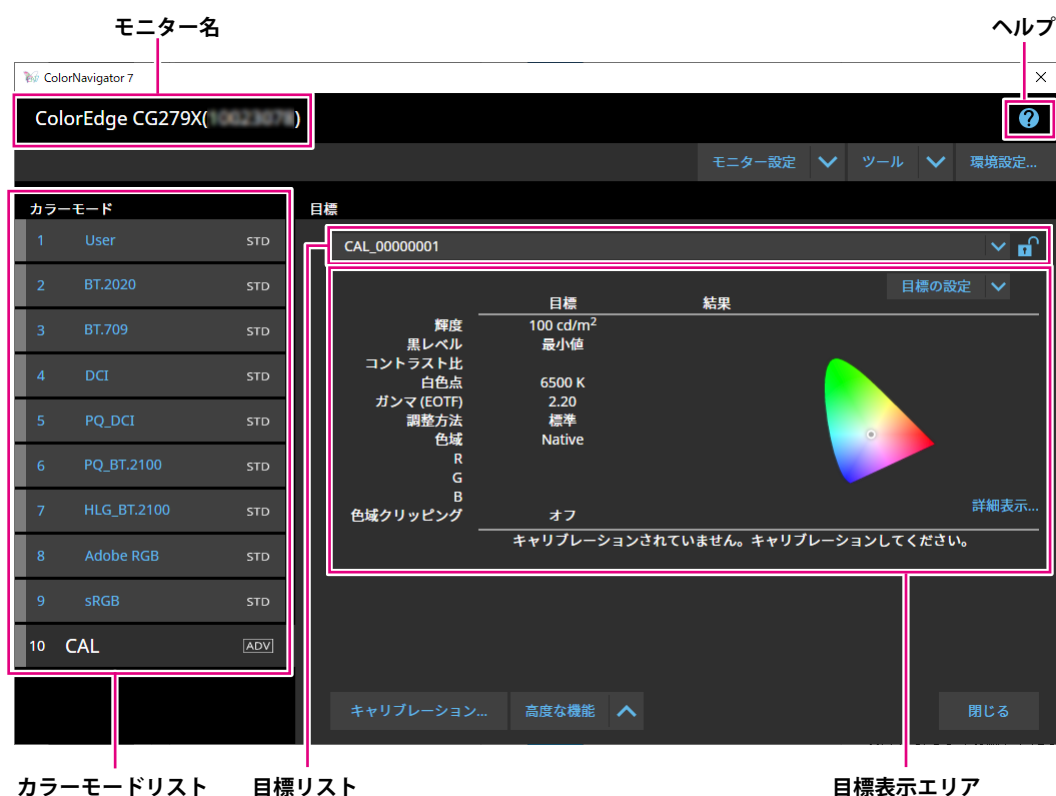 モニター名
ヘルプ
ColorNavigator 7
ColorEdge CG279X( )
モニター設定 ツール 環境設定...
カラーモード
目標
1 User STD
2 BT.2020 STD
3 BT.709 STD
4 DCI STD
5 PQ_DCI STD
6 PQ_BT.2100 STD
7 HLG_BT.2100 STD
8 Adobe RGB STD
9 sRGB STD
10 CAL ADV
CAL_00000001
目標の設定
目標 結果
輝度 100 cd/m²
黒レベル 最小値
コントラスト比
白色点 6500 K
ガンマ (EOTF) 2.20
調整方法 標準
色域 Native
R
G
B
色域クリッピング オフ
詳細表示...
キャリブレーションされていません。キャリブレーションしてください。
キャリブレーション... 高度な機能 閉じる
カラーモードリスト 目標リスト 目標表示エリア